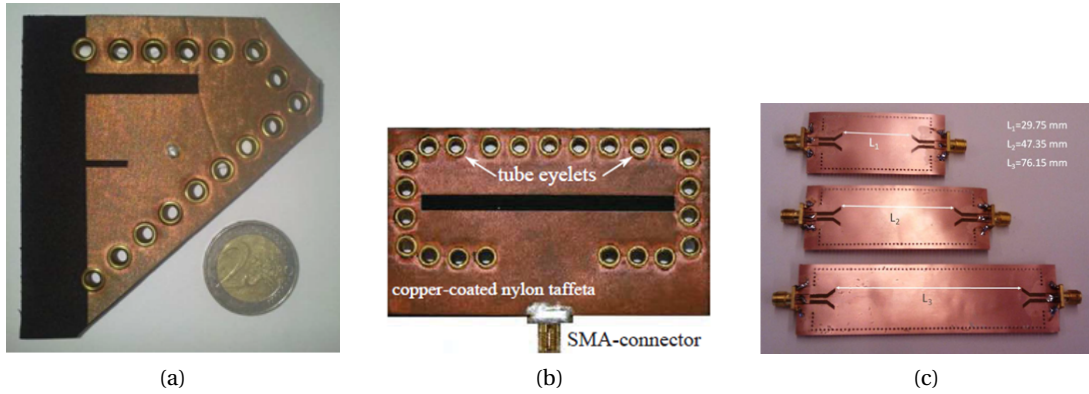 tube eyelets
copper-coated nylon taffeta
SMA-connector
L₁
L₂
L₃
L₁=29.75 mm
L₂=47.35 mm
L₃=76.15 mm
(a)
(b)
(c)